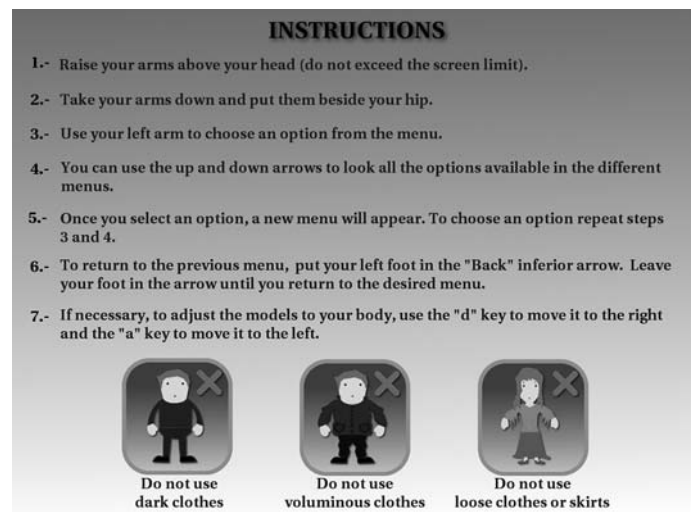 INSTRUCTIONS
1.- Raise your arms above your head (do not exceed the screen limit).
2.- Take your arms down and put them beside your hip.
3.- Use your left arm to choose an option from the menu.
4.- You can use the up and down arrows to look all the options available in the different
menus.
5.- Once you select an option, a new menu will appear. To choose an option repeat steps
3 and 4.
6.- To return to the previous menu, put your left foot in the "Back" inferior arrow. Leave
your foot in the arrow until you return to the desired menu.
7.- If necessary, to adjust the models to your body, use the "d" key to move it to the right
and the "a" key to move it to the left.
Do not use
dark clothes
Do not use
voluminous clothes
Do not use
loose clothes or skirts